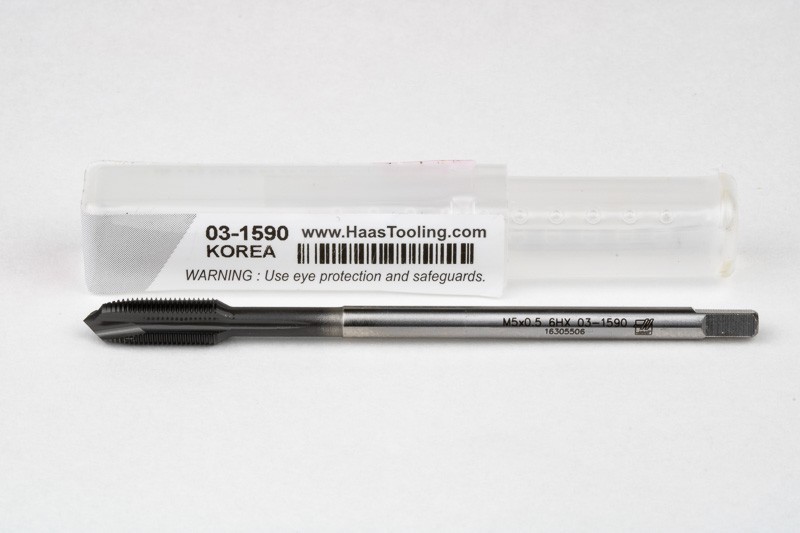 03-1590 www.HaasTooling.com
KOREA
WARNING : Use eye protection and safeguards.
M5x0.5 6HX 03-1590
16305506